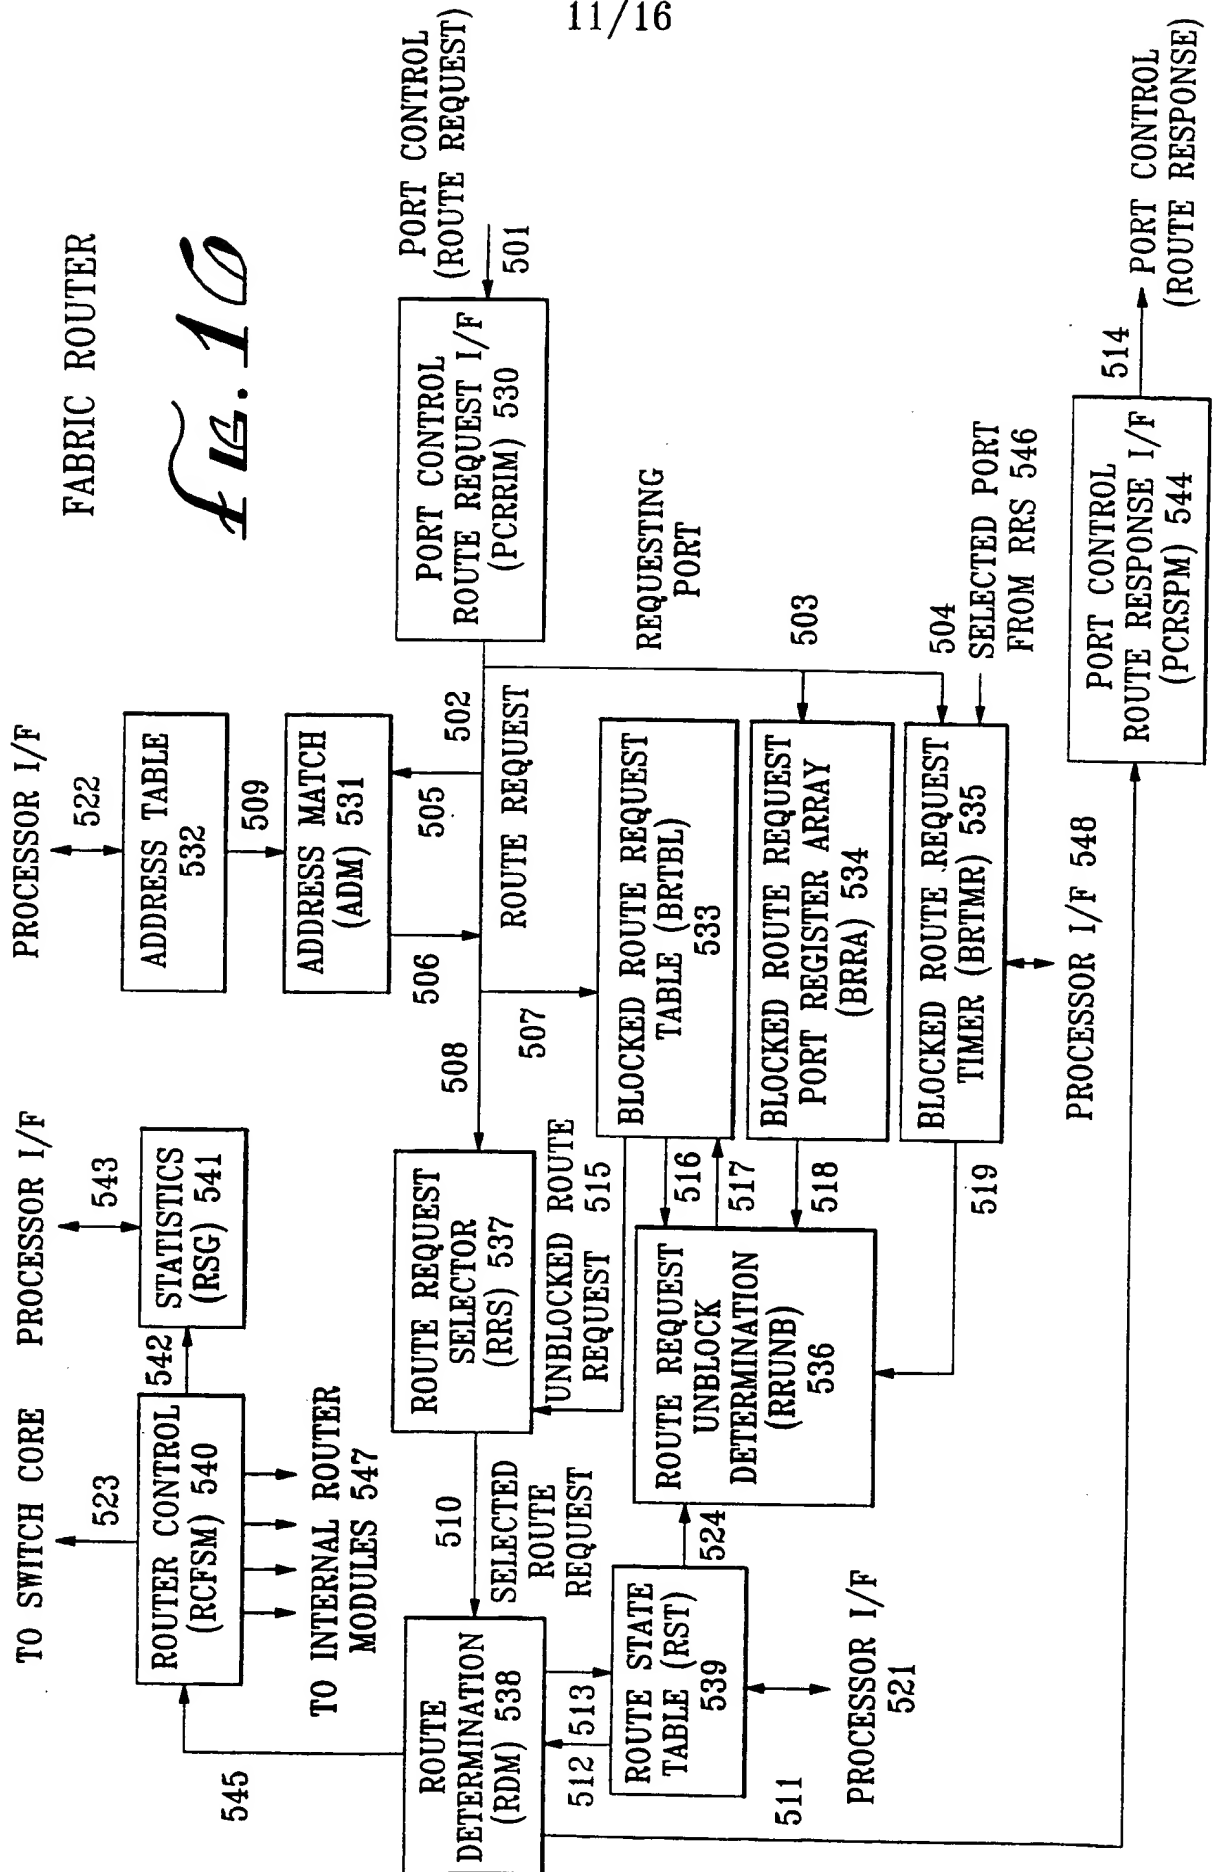 11/16
FABRIC ROUTER
FIG. 16
TO SWITCH CORE
523
ROUTER CONTROL
(RCFSM) 540
TO INTERNAL ROUTER
MODULES 547
545
542
PROCESSOR I/F
543
STATISTICS
(RSG) 541
PROCESSOR I/F
522
ADDRESS TABLE
532
509
ADDRESS MATCH
(ADM) 531
505
506
PORT CONTROL
(ROUTE REQUEST)
501
PORT CONTROL
ROUTE REQUEST I/F
(PCRRIM) 530
502
ROUTE REQUEST
508
507
ROUTE REQUEST
SELECTOR
(RRS) 537
UNBLOCKED ROUTE
REQUEST
515
510
SELECTED
ROUTE
REQUEST
ROUTE
DETERMINATION
(RDM) 538
512
513
ROUTE STATE
TABLE (RST)
539
511
PROCESSOR I/F
521
524
ROUTE REQUEST
UNBLOCK
DETERMINATION
(RRUNB)
536
516
517
518
519
BLOCKED ROUTE REQUEST
TABLE (BRTBL)
533
BLOCKED ROUTE REQUEST
PORT REGISTER ARRAY
(BRRA) 534
BLOCKED ROUTE REQUEST
TIMER (BRTMR) 535
PROCESSOR I/F 548
REQUESTING
PORT
503
504
SELECTED PORT
FROM RRS 546
PORT CONTROL
ROUTE RESPONSE I/F
(PCRSPM) 544
514
PORT CONTROL
(ROUTE RESPONSE)